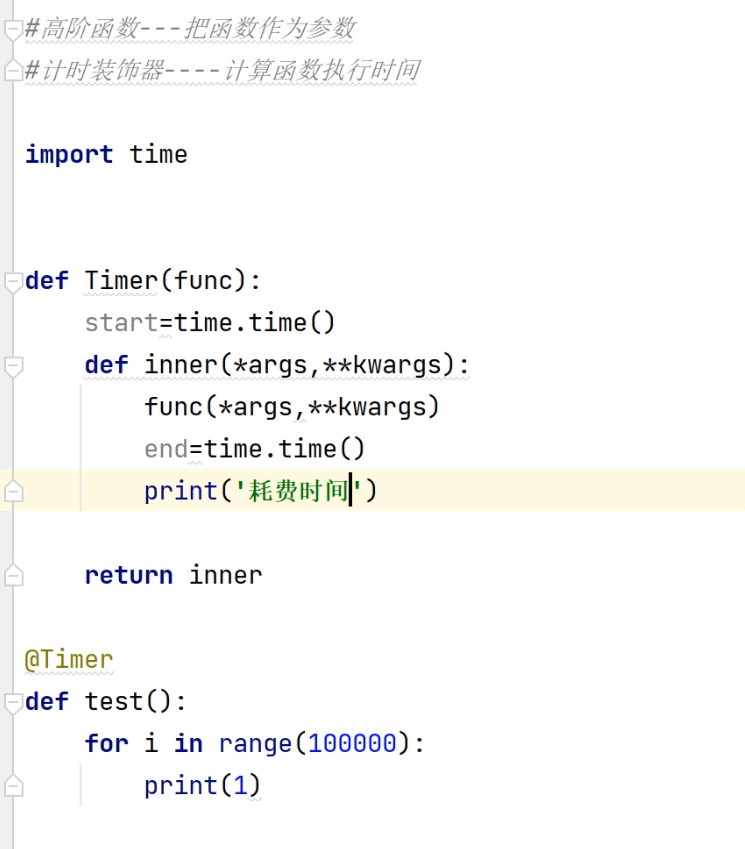 #高阶函数---把函数作为参数
#计时装饰器----计算函数执行时间
import time
def Timer(func):
    start=time.time()
    def inner(*args,**kwargs):
        func(*args,**kwargs)
        end=time.time()
        print('耗费时间')
    return inner
@Timer
def test():
    for i in range(100000):
        print(1)